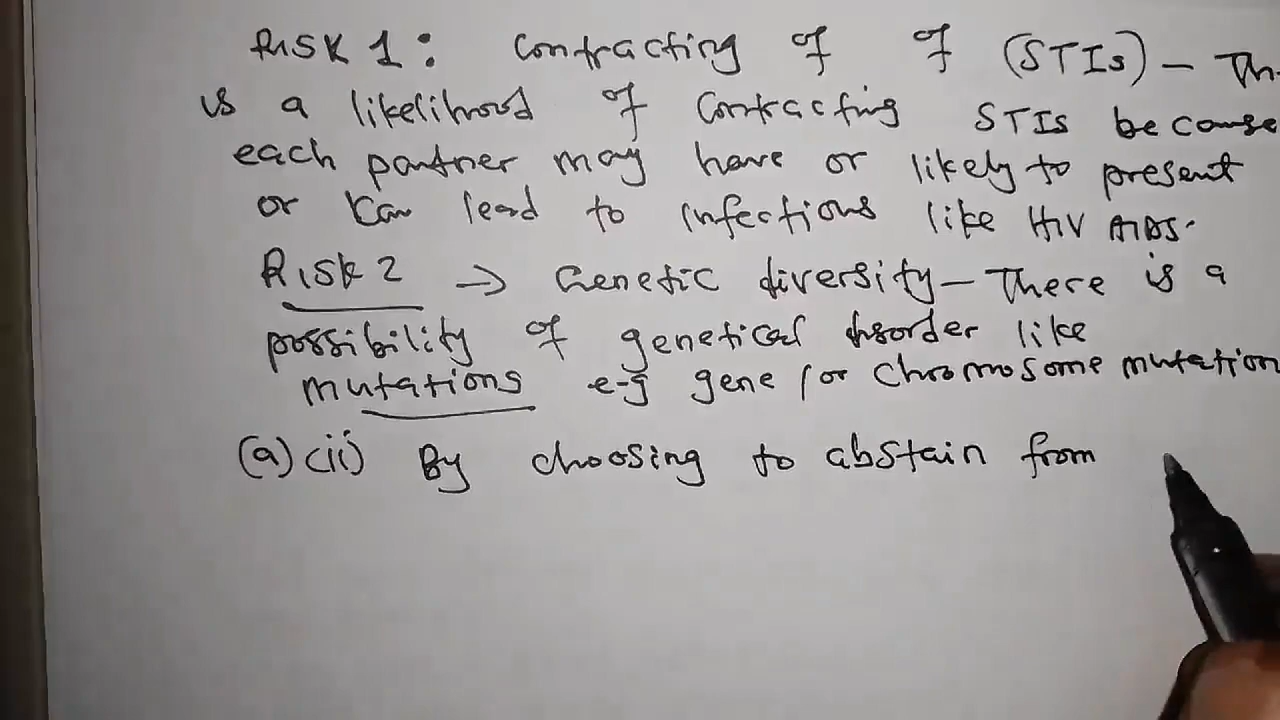 RISK 1: Contracting of of (STIs) - Th
is a likelihood of contracting STIs because
each partner may have or likely to present
or can lead to infections like HIV AIDS.
Risk 2 → Genetic diversity - There is a
possibility of genetical disorder like
mutations e-g gene / or chromosome mutation
(a) (ii) By choosing to abstain from